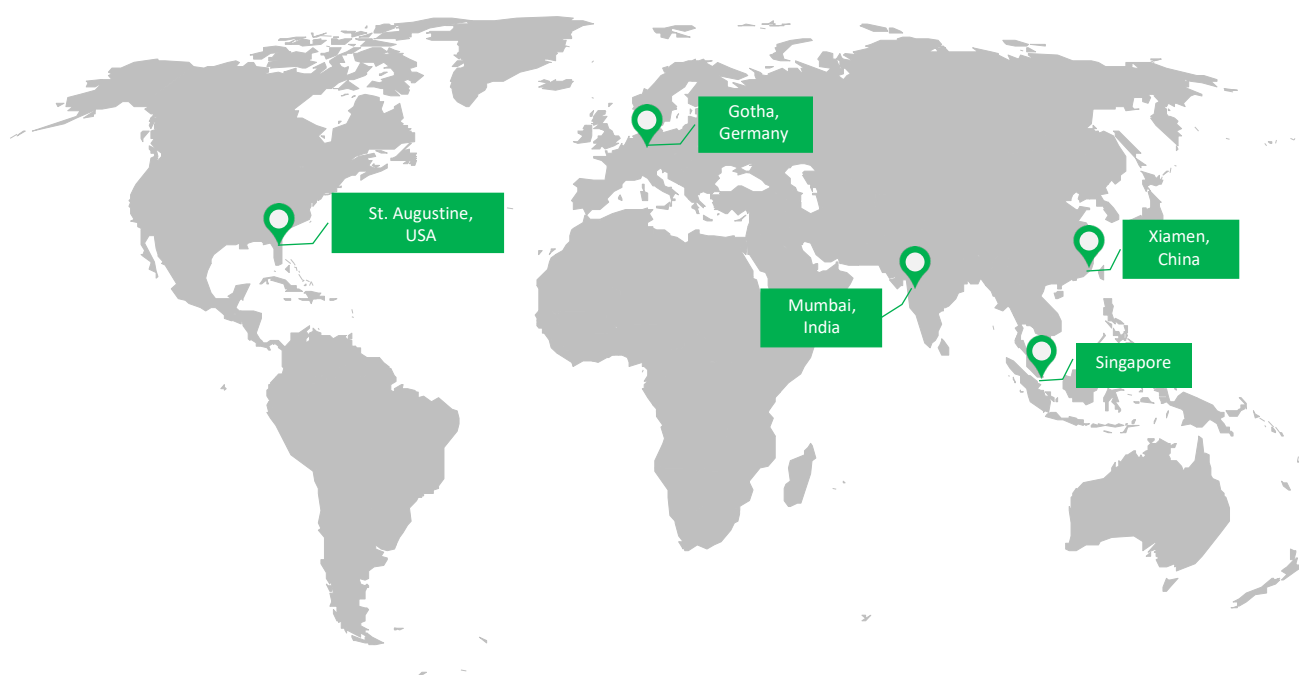 Gotha,
Germany
St. Augustine,
USA
Xiamen,
China
Mumbai,
India
Singapore